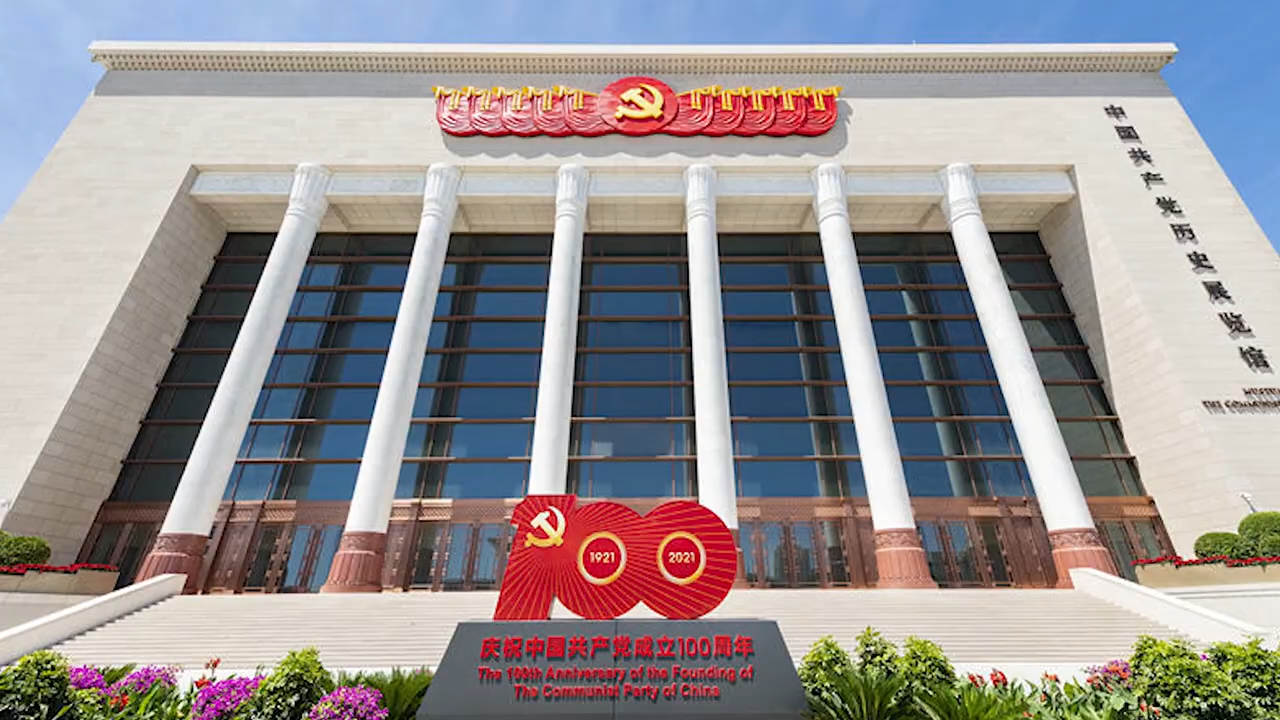 中国共产党历史展览馆
THE COMMUNIS
1921
2021
庆祝中国共产党成立100周年
The 100th Anniversary of the Founding of
The Communist Party of China